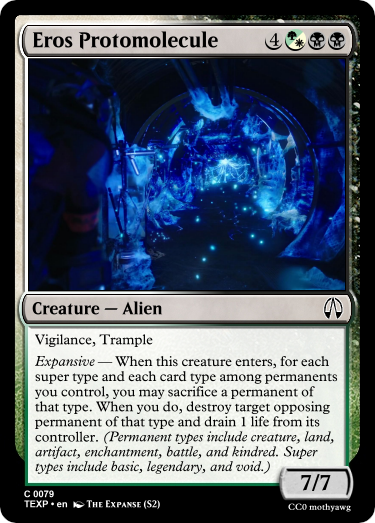 Eros Protomolecule 4
Creature — Alien
Vigilance, Trample
Expansive — When this creature enters, for each
super type and each card type among permanents
you control, you may sacrifice a permanent of
that type. When you do, destroy target opposing
permanent of that type and drain 1 life from its
controller. (Permanent types include creature, land,
artifact, enchantment, battle, and kindred. Super
types include basic, legendary, and void.)
7/7
C 0079
TEXP • en The Expanse (S2)
CC0 mothyawg